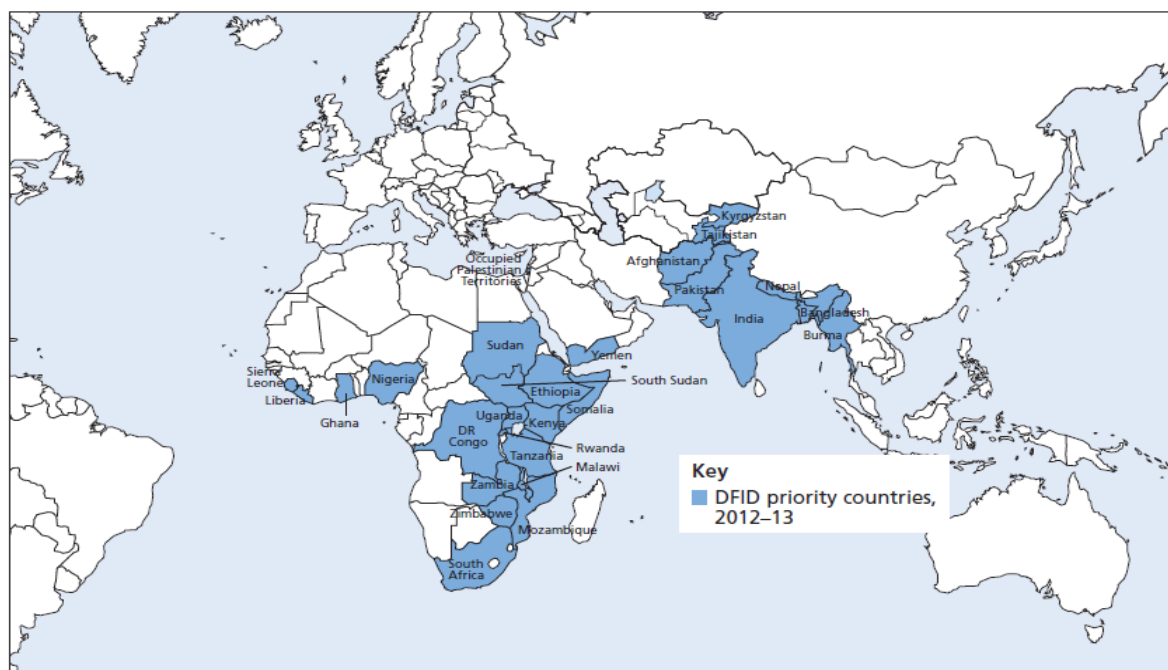 Kyrgyzstan
Tajikistan
Occupied
Palestinian
Territories
Afghanistan
Pakistan
Nepal
India
Bangladesh
Burma
Sudan
Yemen
Sierra
Leone
Nigeria
South Sudan
Liberia
Ethiopia
Ghana
Uganda
Somalia
Kenya
DR
Congo
Rwanda
Tanzania
Malawi
Zambia
Zimbabwe
Mozambique
South
Africa
Key
DFID priority countries,
2012–13